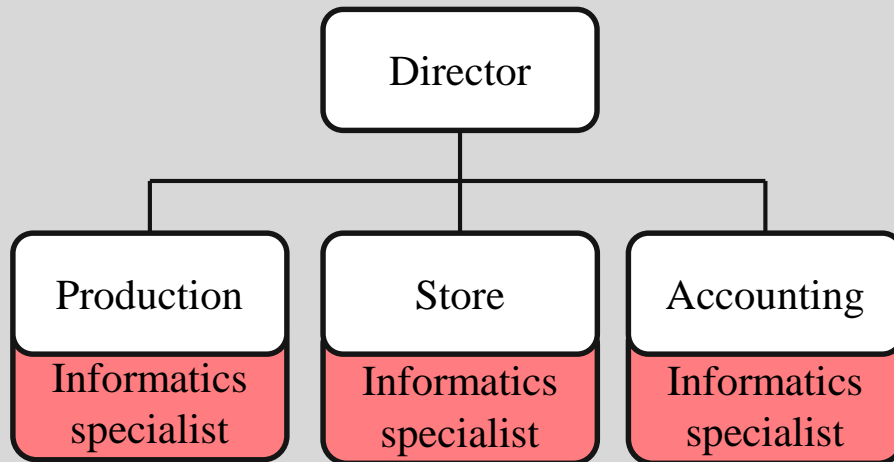 Director
Production
Store
Accounting
Informatics
specialist
Informatics
specialist
Informatics
specialist